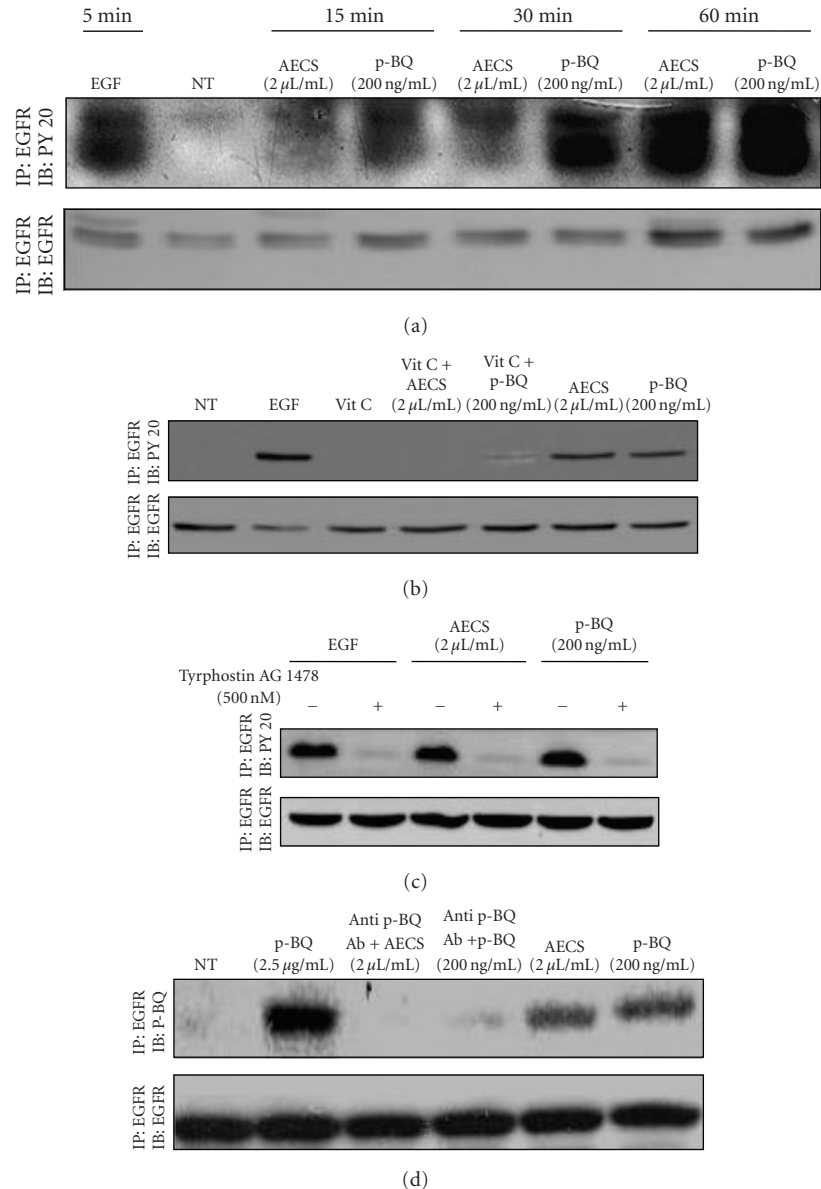 5 min 15 min 30 min 60 min
EGF NT AECS p-BQ AECS p-BQ AECS p-BQ
(2 μL/mL) (200 ng/mL) (2 μL/mL) (200 ng/mL) (2 μL/mL) (200 ng/mL)
IP: EGFR
IB: PY 20
IP: EGFR
IB: EGFR
(a)
NT EGF Vit C Vit C + AECS (2 μL/mL) Vit C + p-BQ (200 ng/mL) AECS (2 μL/mL) p-BQ (200 ng/mL)
IP: EGFR
IB: PY 20
IP: EGFR
IB: EGFR
(b)
EGF AECS (2 μL/mL) p-BQ (200 ng/mL)
Tyrphostin AG 1478
(500 nM)
− + − + − +
IP: EGFR
IB: PY 20
IP: EGFR
IB: EGFR
(c)
NT p-BQ (2.5 μg/mL) Anti p-BQ Ab + AECS (2 μL/mL) Anti p-BQ Ab +p-BQ (200 ng/mL) AECS (2 μL/mL) p-BQ (200 ng/mL)
IP: EGFR
IB: P-BQ
IP: EGFR
IB: EGFR
(d)